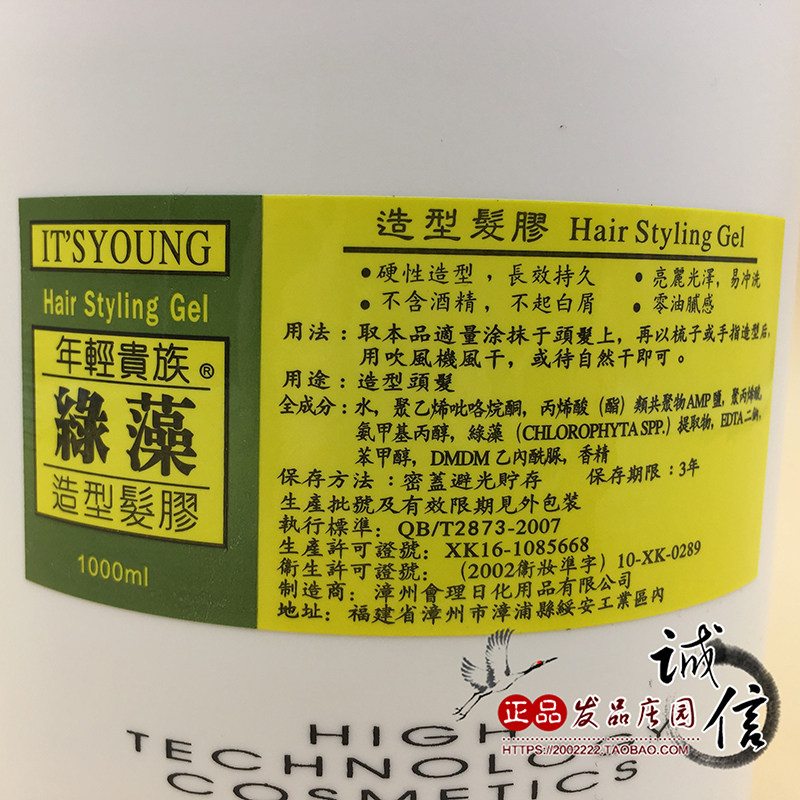 IT'SYOUNG
Hair Styling Gel
年輕貴族®
綠藻
造型髮膠
1000ml
造型髮膠 Hair Styling Gel
•硬性造型，長效持久 •亮麗光澤，易冲洗
•不含酒精，不起白屑 •零油膩感
用法：取本品適量涂抹于頭髮上，再以梳子或手指造型后，
用吹風機風干，或待自然干即可。
用途：造型頭髮
全成分：水，聚乙烯吡咯烷酮，丙烯酸（酯）類共聚物AMP鹽，聚丙烯酸，
氨甲基丙醇，綠藻（CHLOROPHYTA SPP.）提取物，EDTA二鈉，
苯甲醇，DMDM乙內酰脲，香精
保存方法：密蓋避光貯存 保存期限：3年
生産批號及有效限期見外包裝
執行標準：QB/T2873-2007
生産許可證號：XK16-1085668
衛生許可證號：（2002衛妝準字）10-XK-0289
制造商：漳州會理日化用品有限公司
地址：福建省漳州市漳浦縣綏安工業區內
诚信
正品发品庄园
HTTPS://2002222.TAOBAO.COM
HIGH
TECHNOLOGY
COSMETICS